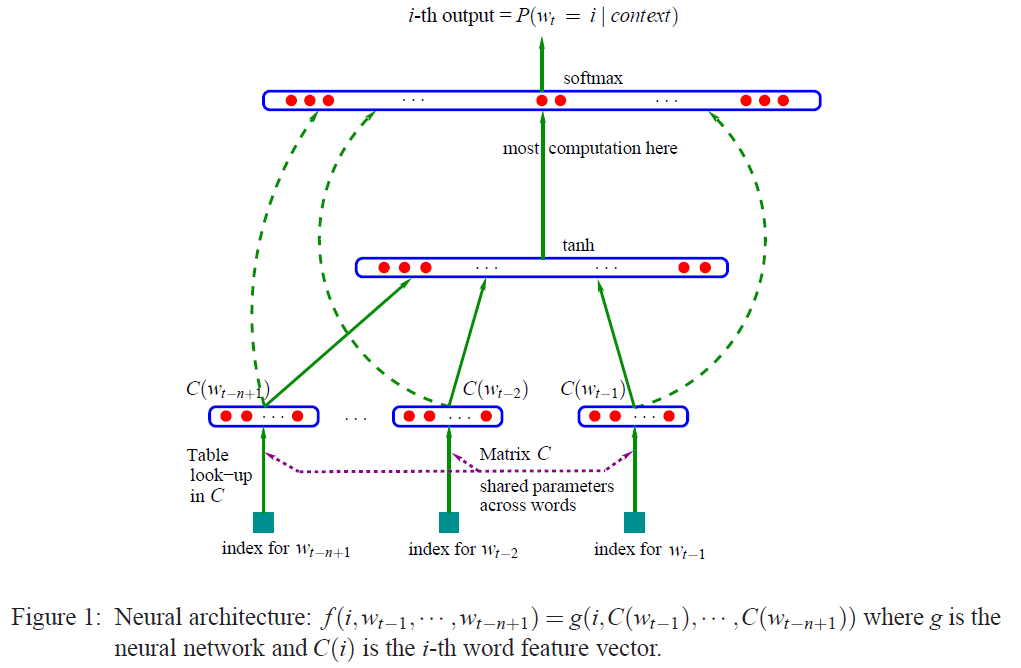 i-th output = P(w_t = i | context)
softmax
... ...
most computation here
tanh
... ...
C(w_{t−n+1}) C(w_{t−2}) C(w_{t−1})
... ... ... ...
Table look−up in C
Matrix C
shared parameters across words
index for w_{t−n+1} index for w_{t−2} index for w_{t−1}
Figure 1: Neural architecture: f(i,w_{t−1},··· ,w_{t−n+1}) = g(i,C(w_{t−1}),··· ,C(w_{t−n+1})) where g is the
neural network and C(i) is the i-th word feature vector.